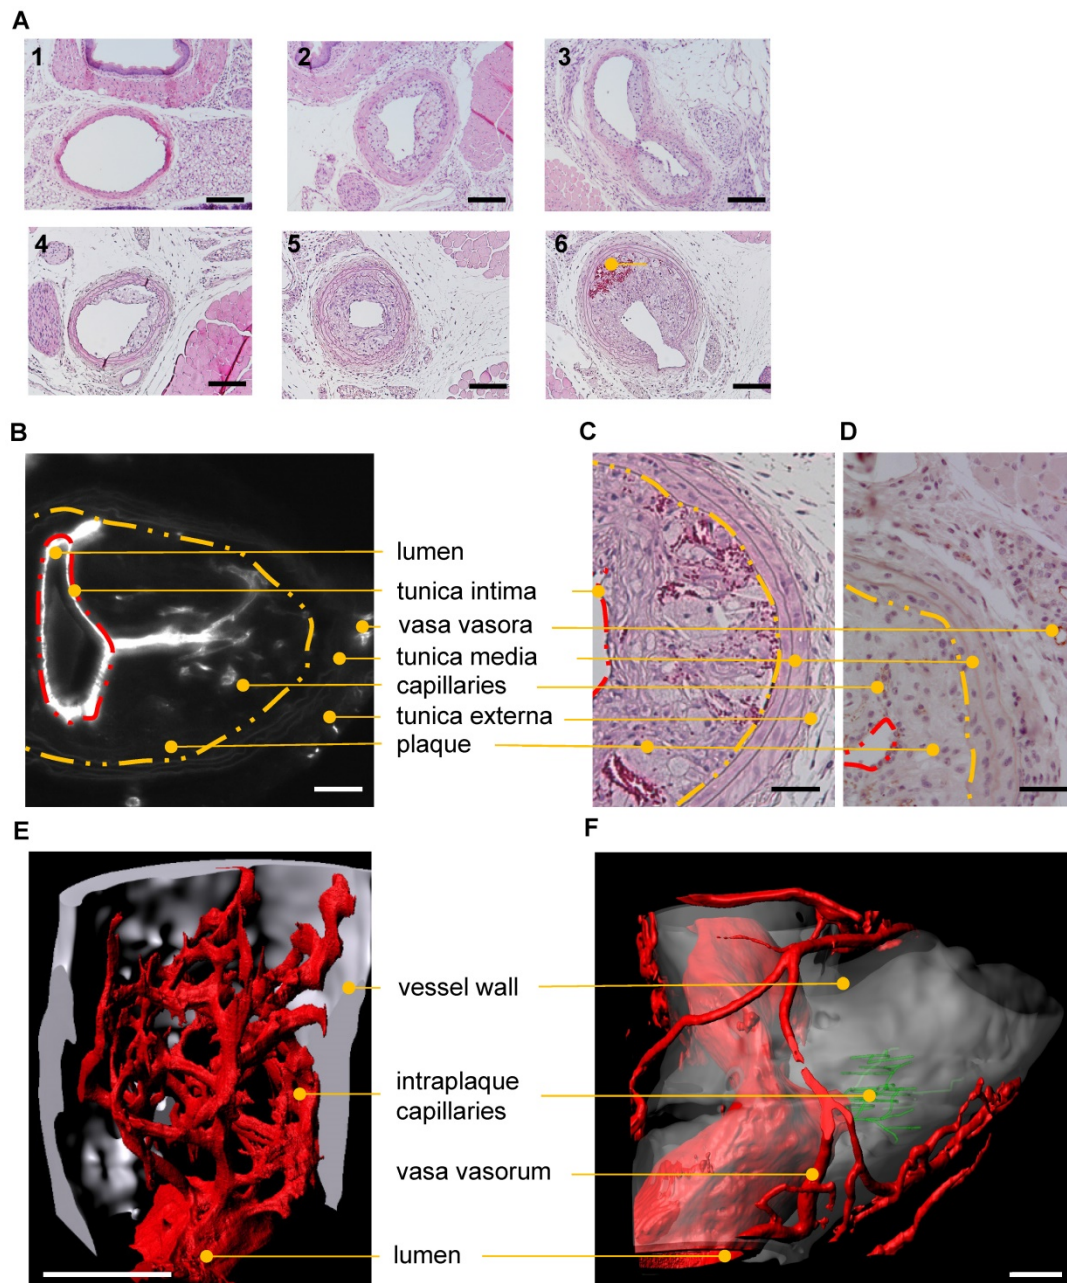 A
1
2
3
4
5
6
B
C
D
lumen
tunica intima
vasa vasora
tunica media
capillaries
tunica externa
plaque
E
F
vessel wall
intraplaque
capillaries
vasa vasorum
lumen